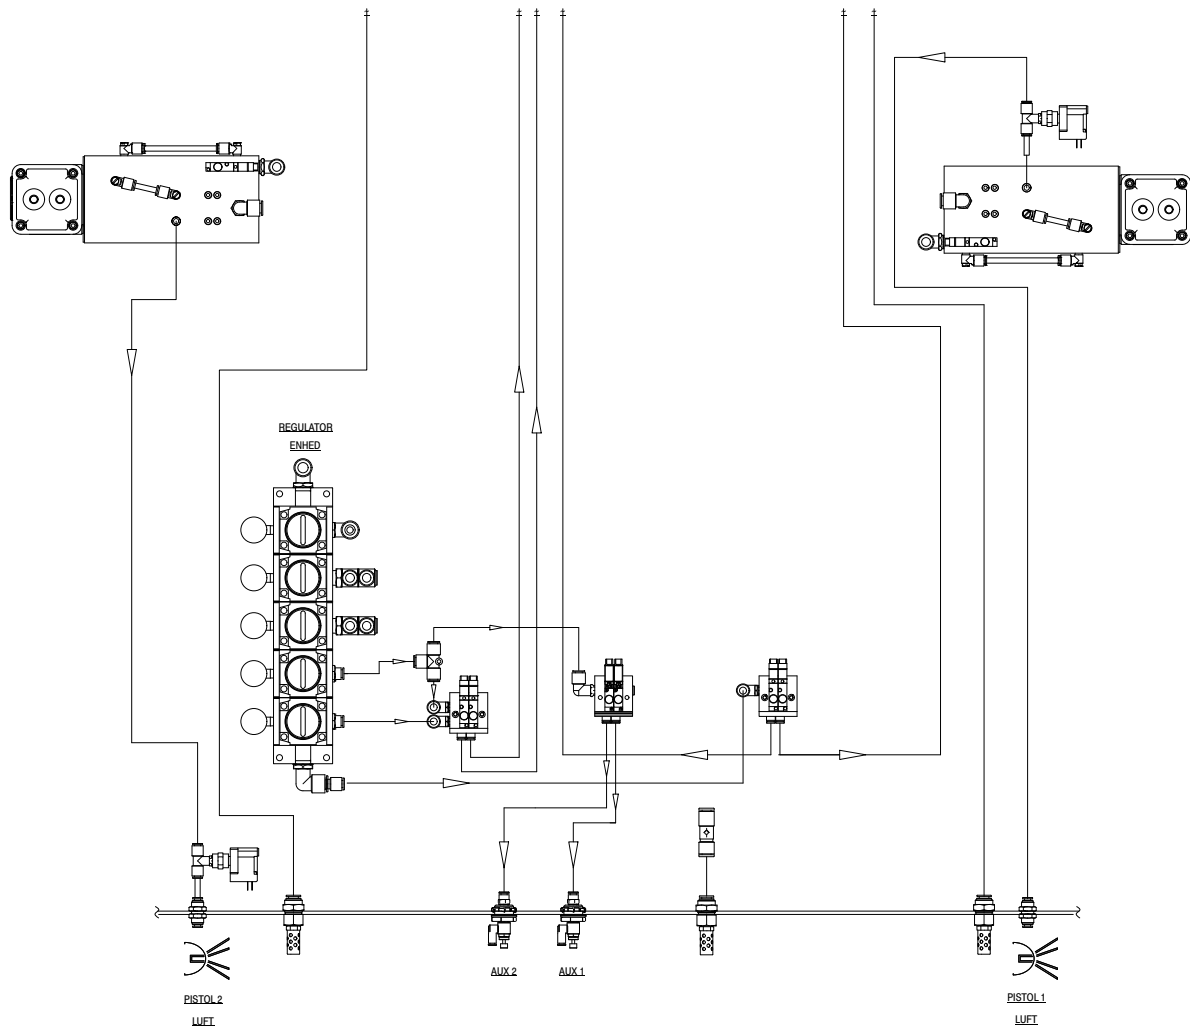 REGULATOR
ENHED
AUX 2
AUX 1
PISTOL 2
LUFT
PISTOL 1
LUFT